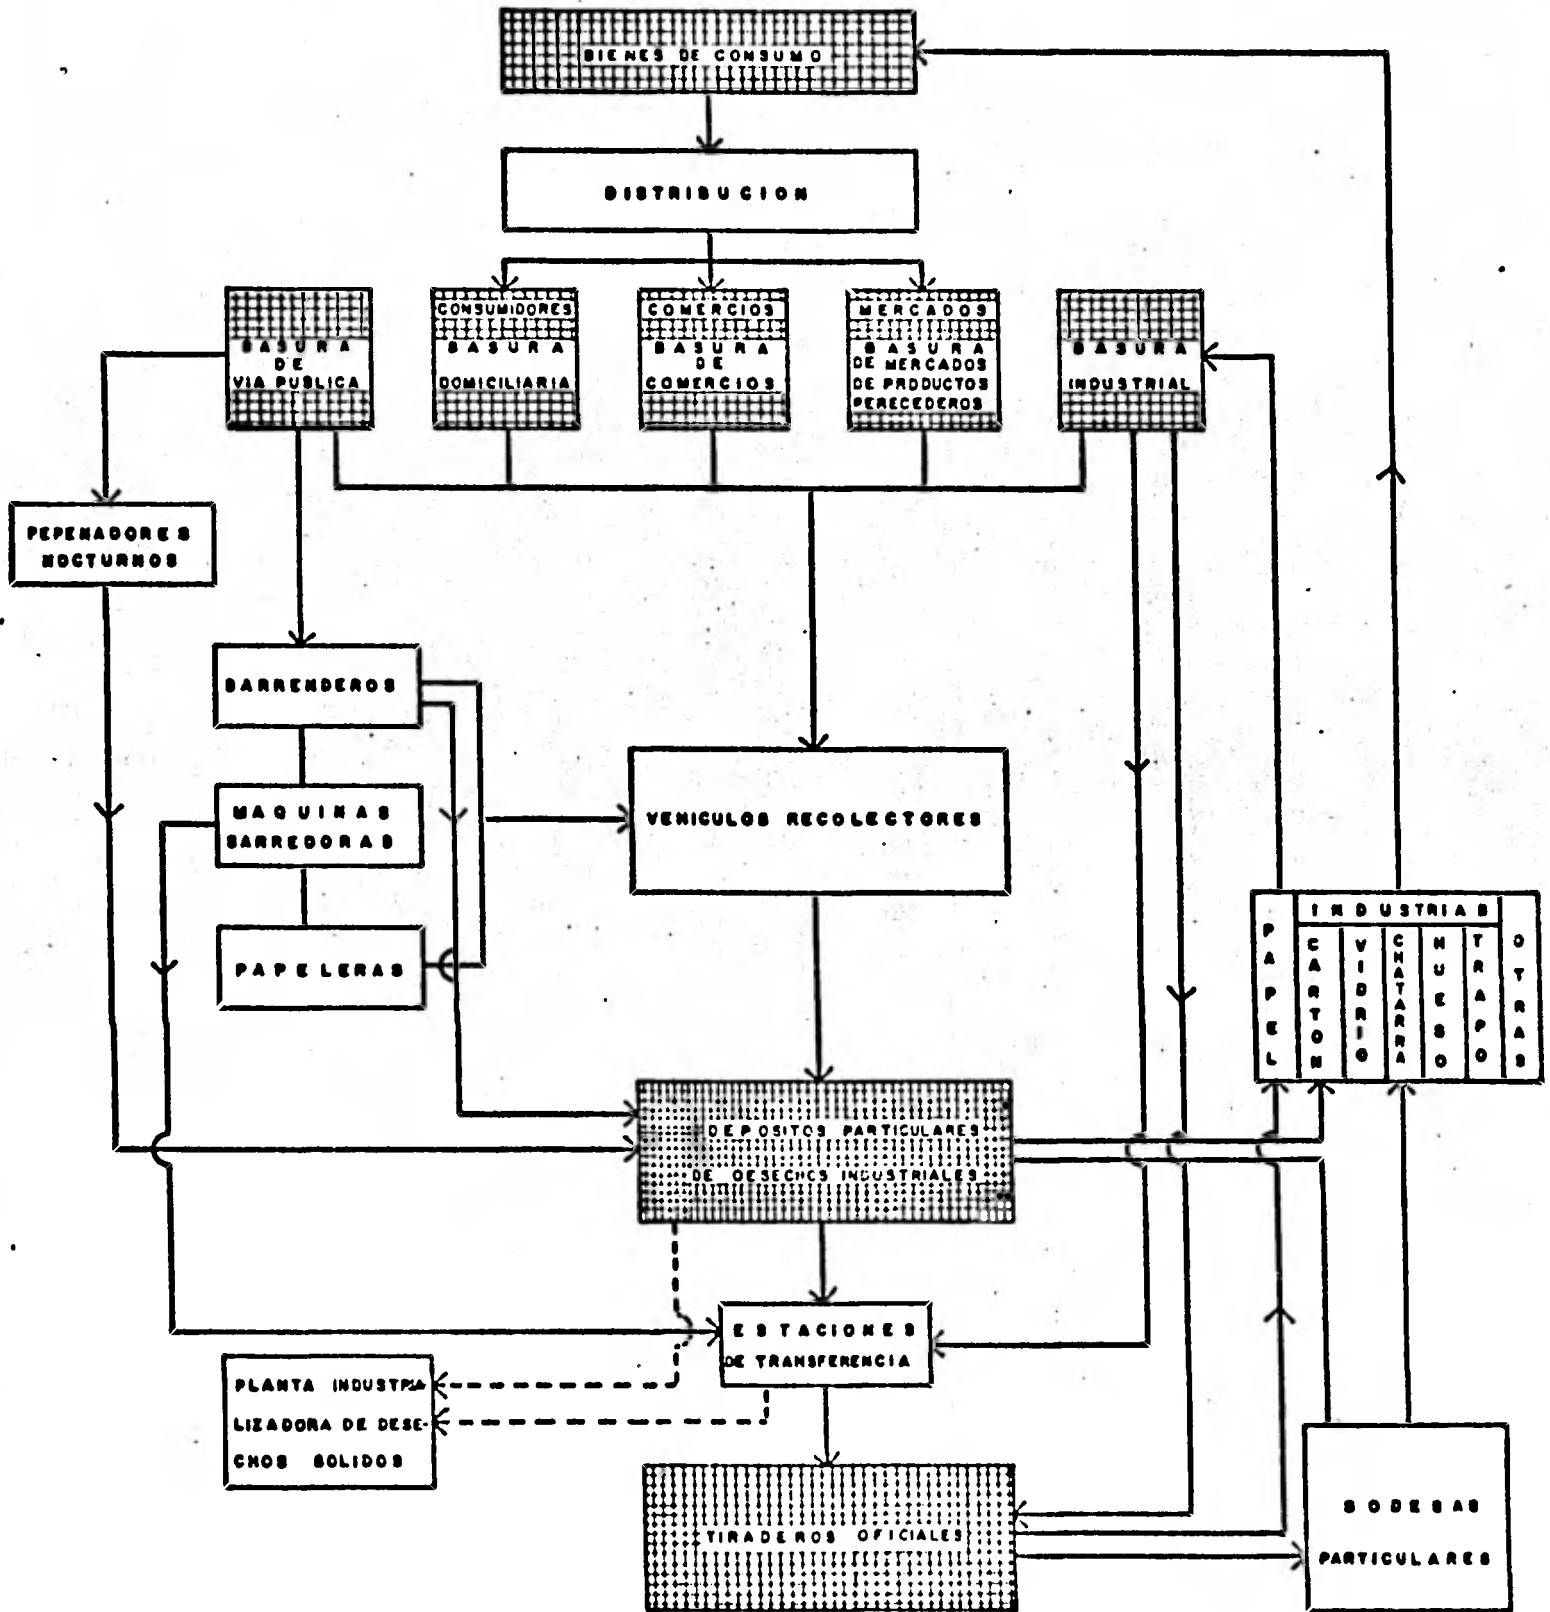 BIENES DE CONSUMO
DISTRIBUCION
BASURA
DE
VIA PUBLICA
CONSUMIDORES
BASURA
DOMICILIARIA
COMERCIOS
BASURA
DE
COMERCIOS
MERCADOS
BASURA
DE MERCADOS
DE PRODUCTOS
PERECEDEROS
BASURA
INDUSTRIAL
PEPENADORES
NOCTURNOS
BARRENDEROS
MAQUINAS
BARREDORAS
PAPELERAS
VEHICULOS RECOLECTORES
INDUSTRIAS
PAPEL
CARTON
VIDRIO
CHATARRA
HUESO
TRAPO
OTRAS
DEPOSITOS PARTICULARES
DE DESECHOS INDUSTRIALES
ESTACIONES
DE TRANSFERENCIA
PLANTA INDUSTRIA-
LIZADORA DE DESE-
CHOS SOLIDOS
TIRADEROS OFICIALES
BODEGAS
PARTICULARES